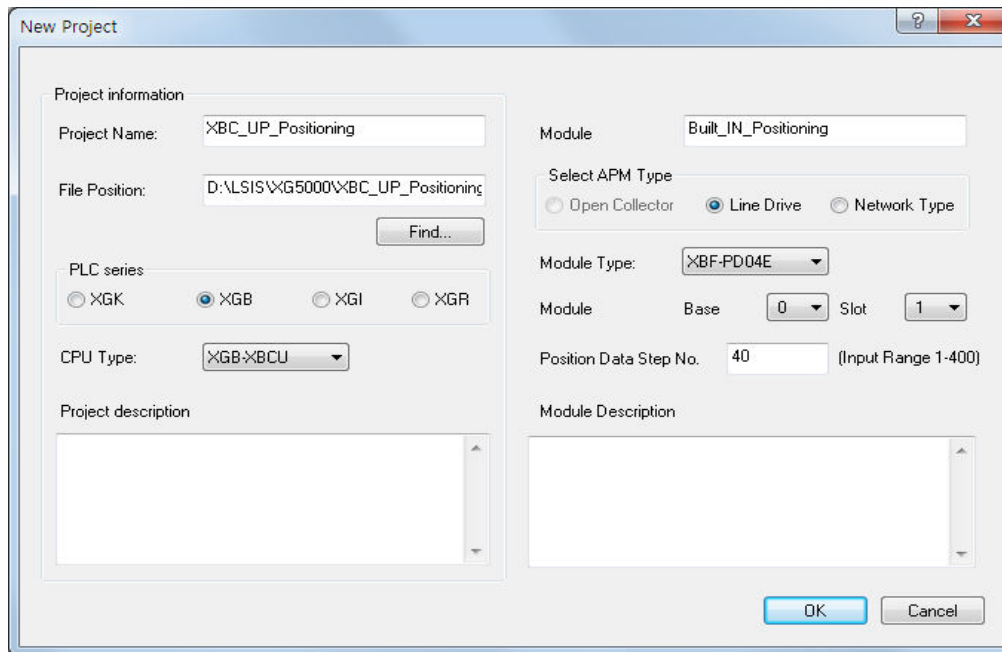 New Project
Project information
Project Name: XBC_UP_Positioning
File Position: D:\LSIS\XG5000\XBC_UP_Positioning
Find...
PLC series
XGK XGB XGI XGR
CPU Type: XGB-XBCU
Project description
Module Built_IN_Positioning
Select APM Type
Open Collector Line Drive Network Type
Module Type: XBF-PD04E
Module Base 0 Slot 1
Position Data Step No. 40 (Input Range 1-400)
Module Description
OK Cancel